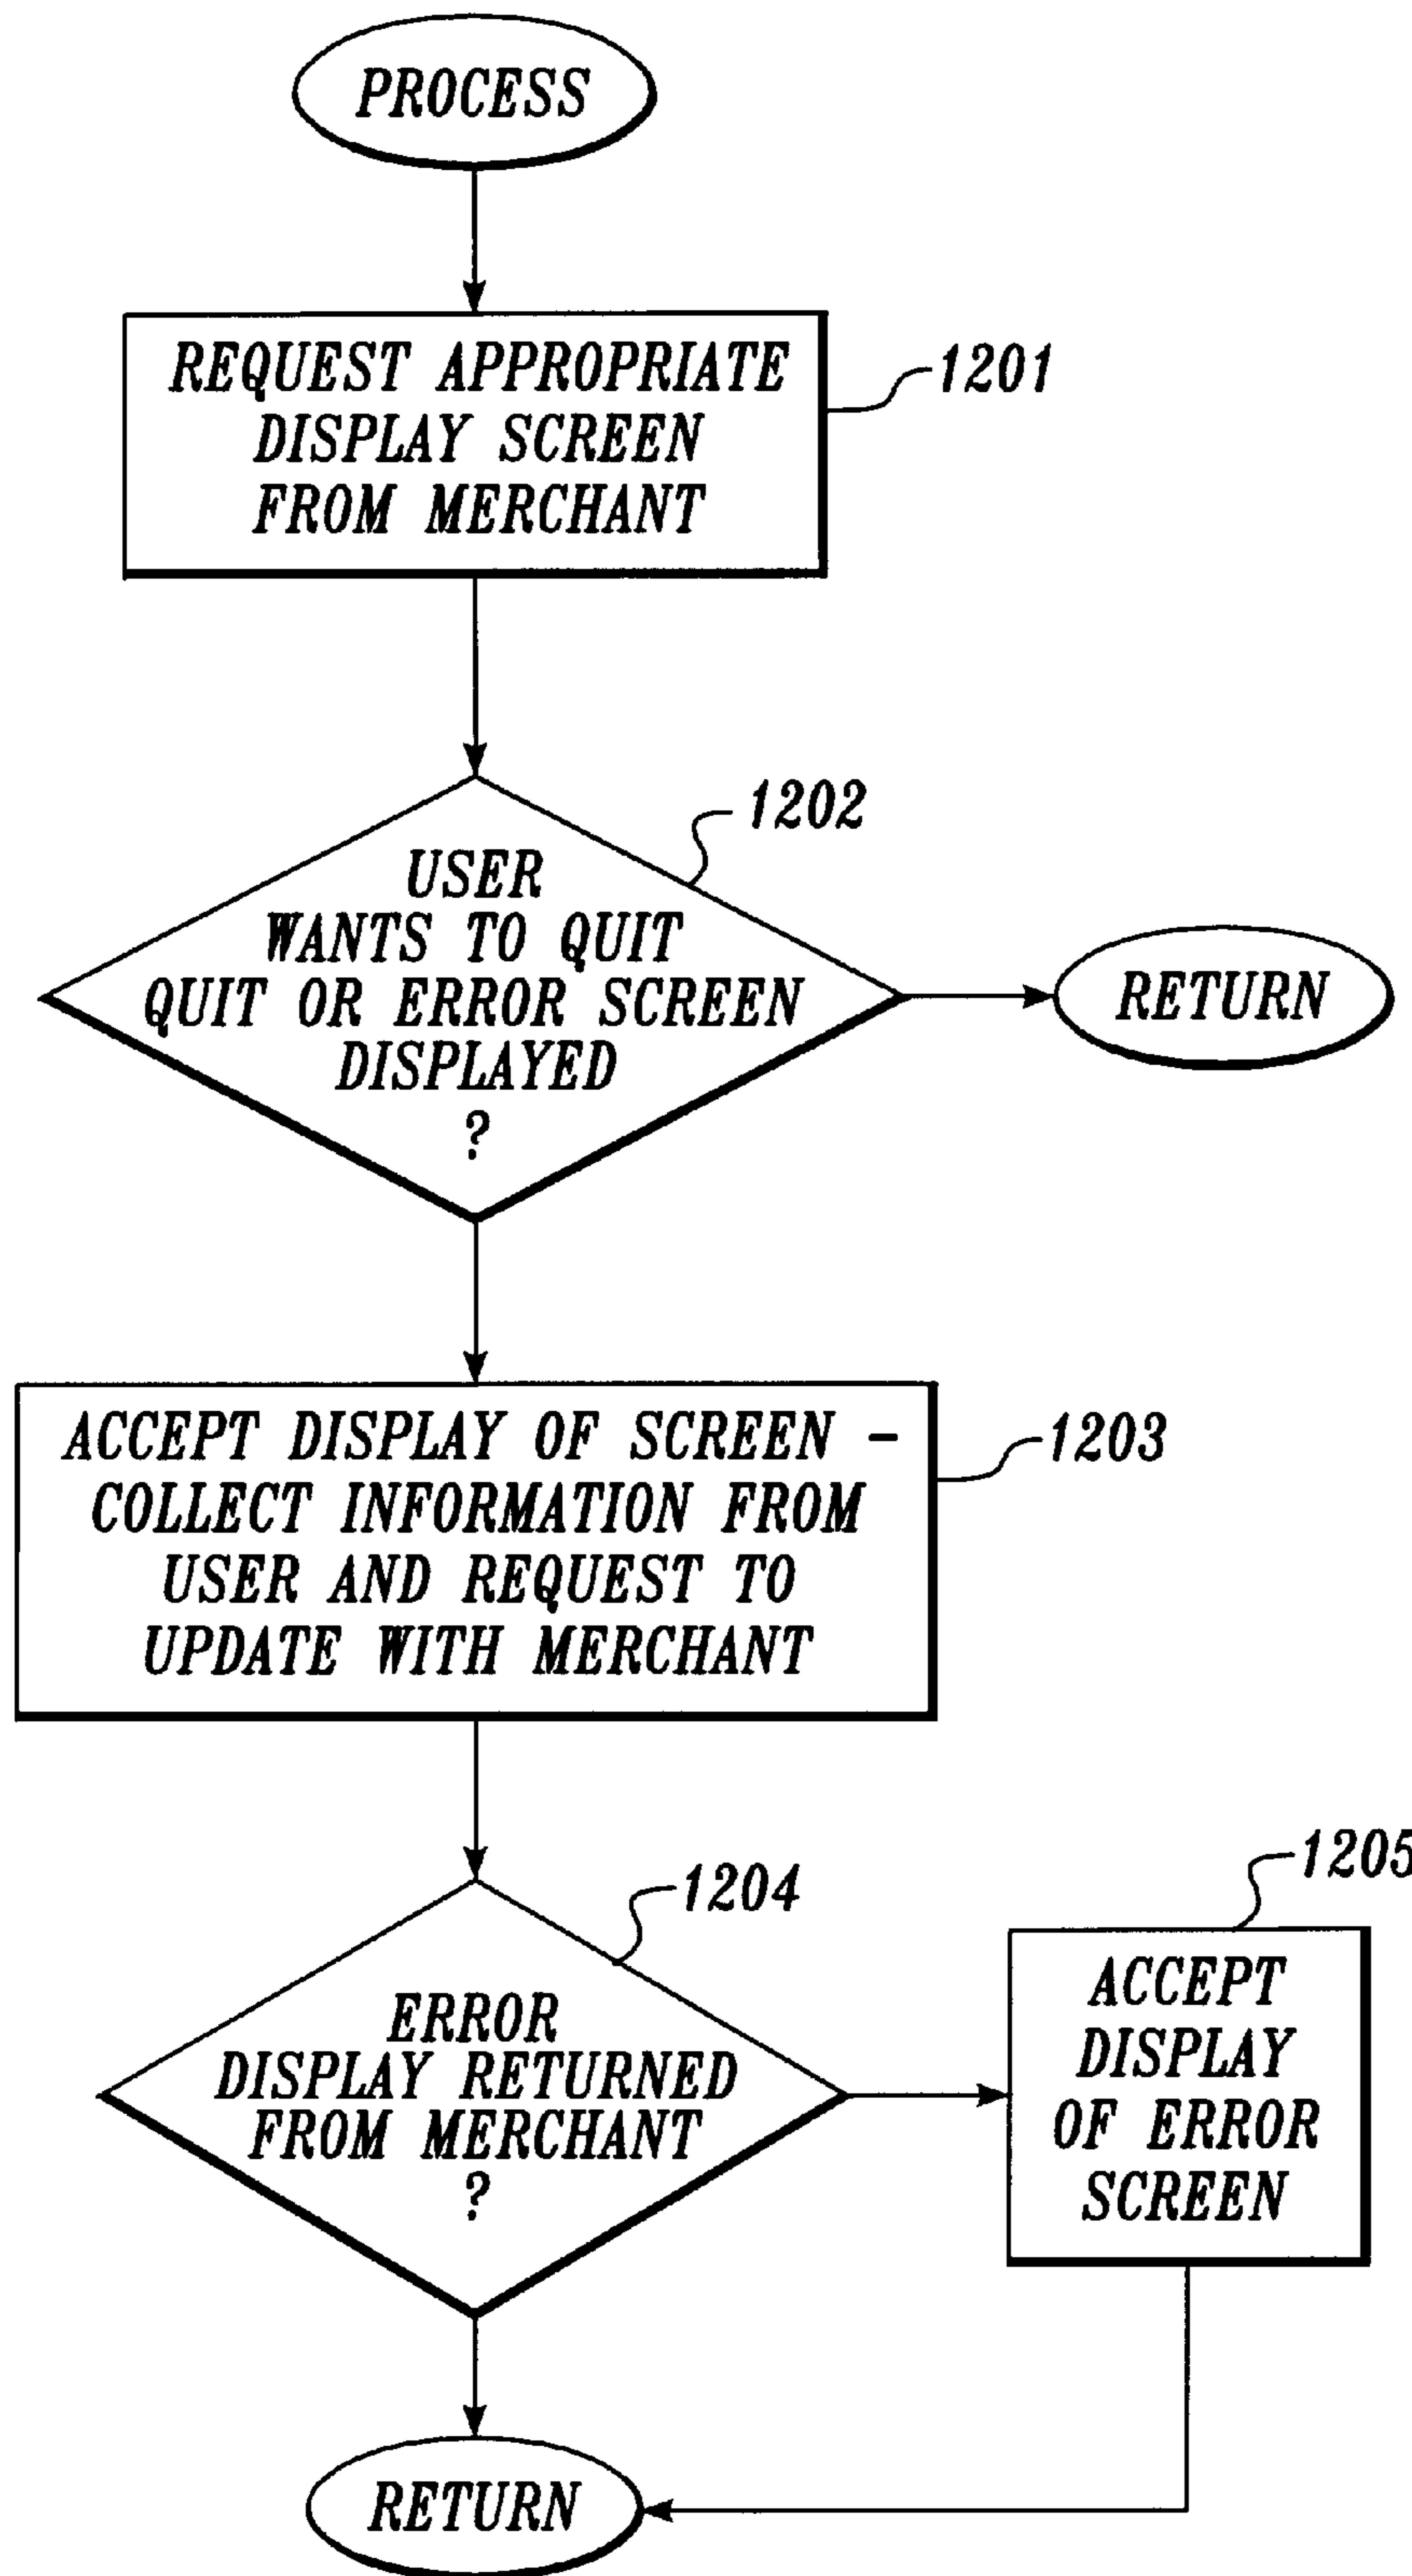 PROCESS
REQUEST APPROPRIATE
DISPLAY SCREEN
FROM MERCHANT
1201
1202
USER
WANTS TO QUIT
QUIT OR ERROR SCREEN
DISPLAYED
?
RETURN
ACCEPT DISPLAY OF SCREEN -
COLLECT INFORMATION FROM
USER AND REQUEST TO
UPDATE WITH MERCHANT
1203
1204
ERROR
DISPLAY RETURNED
FROM MERCHANT
?
1205
ACCEPT
DISPLAY
OF ERROR
SCREEN
RETURN